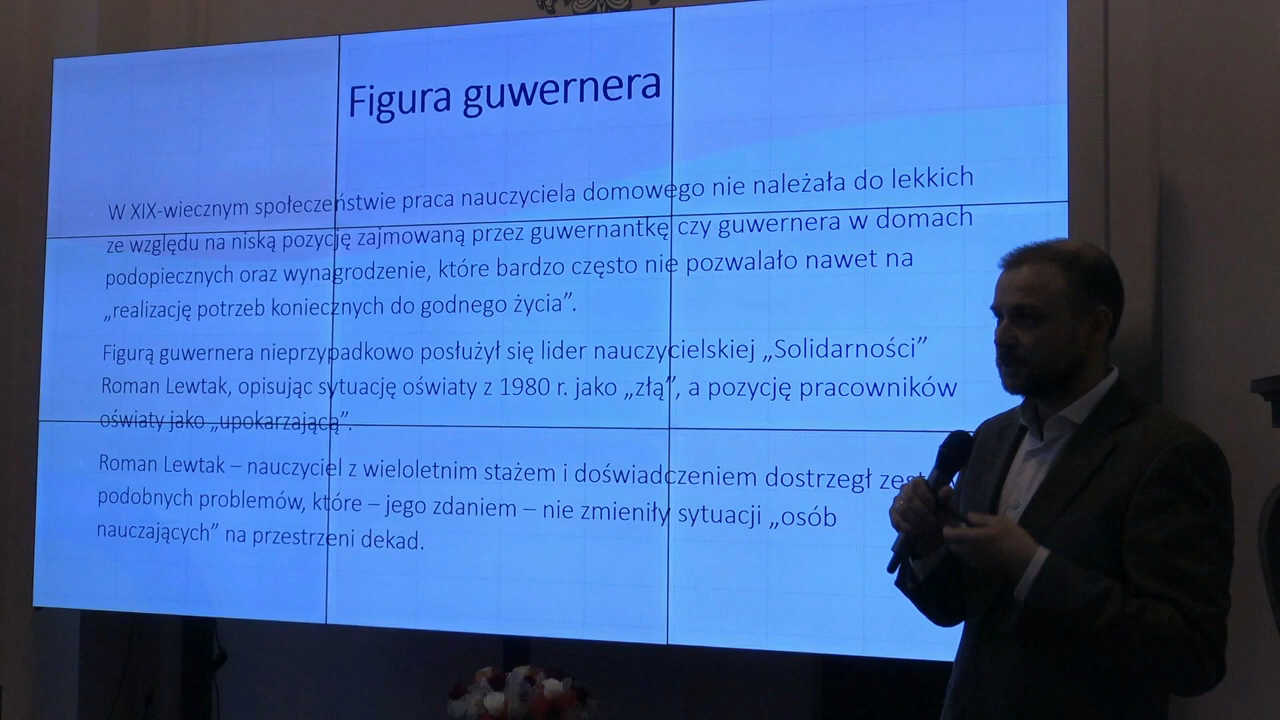 Figura guwernera
W XIX-wiecznym społeczeństwie praca nauczyciela domowego nie należała do lekkich
ze względu na niską pozycję zajmowaną przez guwernantkę czy guwernera w domach
podopiecznych oraz wynagrodzenie, które bardzo często nie pozwalało nawet na
„realizację potrzeb koniecznych do godnego życia”.
Figurą guwernera nieprzypadkowo posłużył się lider nauczycielskiej „Solidarności”
Roman Lewtak, opisując sytuację oświaty z 1980 r. jako „złą”, a pozycję pracowników
oświaty jako „upokarzającą”.
Roman Lewtak – nauczyciel z wieloletnim stażem i doświadczeniem dostrzegł
podobnych problemów, które – jego zdaniem – nie zmieniły sytuacji „osób
nauczających” na przestrzeni dekad.